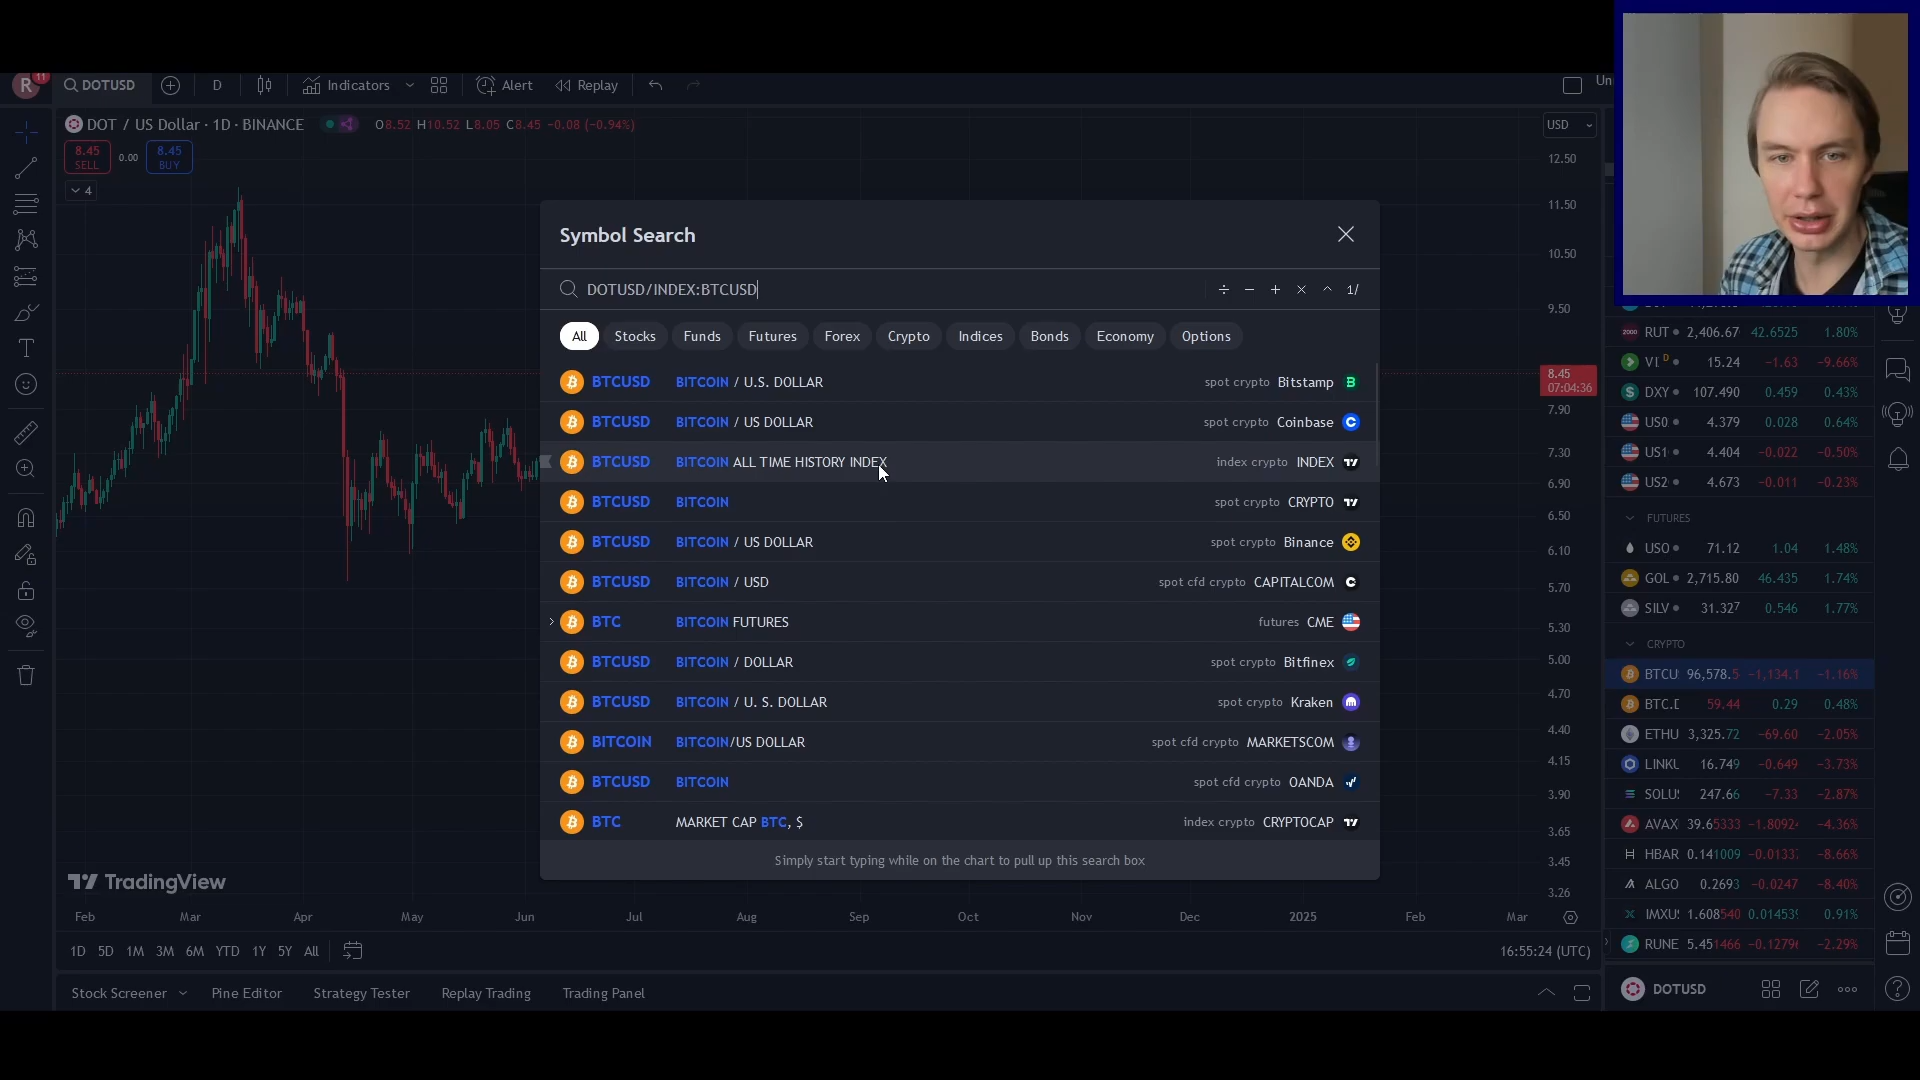 R
11
DOTUSD
D
Indicators
Alert
Replay
Un
DOT / US Dollar · 1D · BINANCE
O8.52 H10.52 L8.05 C8.45 −0.08 (−0.94%)
USD
8.45
SELL
0.00
8.45
BUY
4
12.50
11.50
10.50
9.50
8.45
07:04:36
7.90
7.30
6.90
6.50
6.10
5.70
5.30
5.00
4.70
4.40
4.15
3.90
3.65
3.45
3.26
Symbol Search
DOTUSD/INDEX:BTCUSD
÷ − + × ^ 1/
All Stocks Funds Futures Forex Crypto Indices Bonds Economy Options
BTCUSD BITCOIN / U.S. DOLLAR spot crypto Bitstamp
BTCUSD BITCOIN / US DOLLAR spot crypto Coinbase
BTCUSD BITCOIN ALL TIME HISTORY INDEX index crypto INDEX
BTCUSD BITCOIN spot crypto CRYPTO
BTCUSD BITCOIN / US DOLLAR spot crypto Binance
BTCUSD BITCOIN / USD spot cfd crypto CAPITALCOM
BTC BITCOIN FUTURES futures CME
BTCUSD BITCOIN / DOLLAR spot crypto Bitfinex
BTCUSD BITCOIN / U. S. DOLLAR spot crypto Kraken
BITCOIN BITCOIN/US DOLLAR spot cfd crypto MARKETSCOM
BTCUSD BITCOIN spot cfd crypto OANDA
BTC MARKET CAP BTC, $ index crypto CRYPTOCAP
Simply start typing while on the chart to pull up this search box
TradingView
Feb Mar Apr May Jun Jul Aug Sep Oct Nov Dec 2025 Feb Mar
1D 5D 1M 3M 6M YTD 1Y 5Y All
16:55:24 (UTC)
Stock Screener Pine Editor Strategy Tester Replay Trading Trading Panel
RUT 2,406.67 42.6525 1.80%
VI D 15.24 −1.63 −9.66%
DXY 107.490 0.459 0.43%
US0 4.379 0.028 0.64%
US1 4.404 −0.022 −0.50%
US2 4.673 −0.011 −0.23%
FUTURES
USO 71.12 1.04 1.48%
GOL 2,715.80 46.435 1.74%
SILV 31.327 0.546 1.77%
CRYPTO
BTCU 96,578.5 −1,134.1 −1.16%
BTC.D 59.44 0.29 0.48%
ETHU 3,325.72 −69.60 −2.05%
LINKU 16.749 −0.649 −3.73%
SOLU 247.66 −7.33 −2.87%
AVAX 39.65333 −1.8092 −4.36%
HBAR 0.141009 −0.0133 −8.66%
ALGO 0.2693 −0.0247 −8.40%
IMXU 1.608540 0.01453 0.91%
RUNE 5.451466 −0.1279 −2.29%
DOTUSD